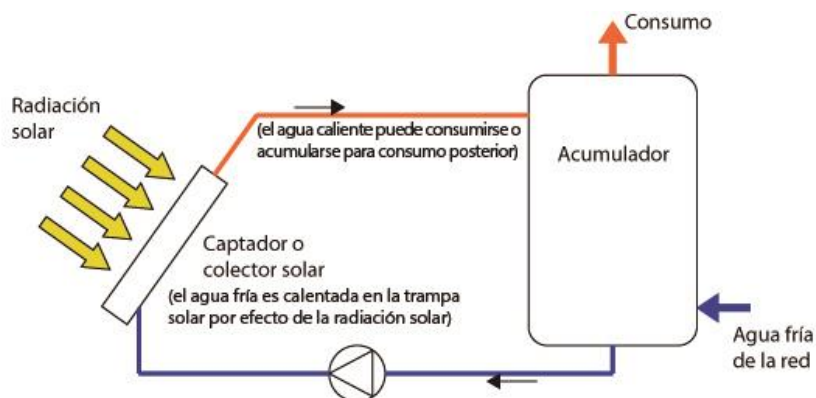 Consumo
Radiación
solar
(el agua caliente puede consumirse o
acumularse para consumo posterior)
Acumulador
Captador o
colector solar
(el agua fría es calentada en la trampa
solar por efecto de la radiación solar)
Agua fría
de la red